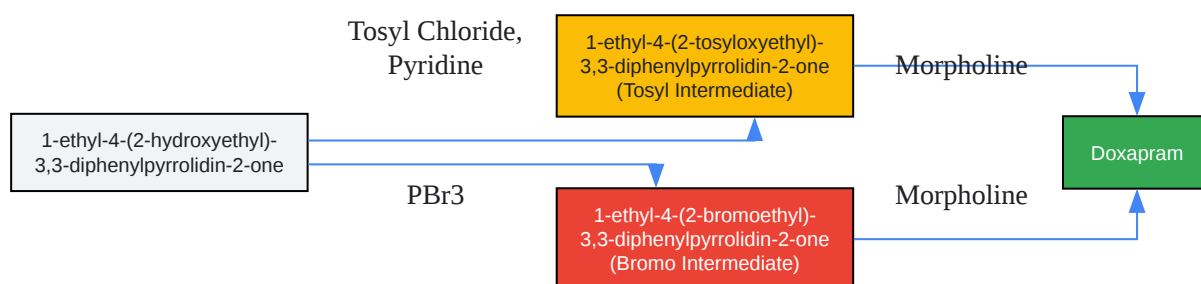 Tosyl Chloride,
Pyridine
1-ethyl-4-(2-tosyloxyethyl)-
3,3-diphenylpyrrolidin-2-one
(Tosyl Intermediate)
Morpholine
1-ethyl-4-(2-hydroxyethyl)-
3,3-diphenylpyrrolidin-2-one
Doxapram
PBr3
1-ethyl-4-(2-bromoethyl)-
3,3-diphenylpyrrolidin-2-one
(Bromo Intermediate)
Morpholine